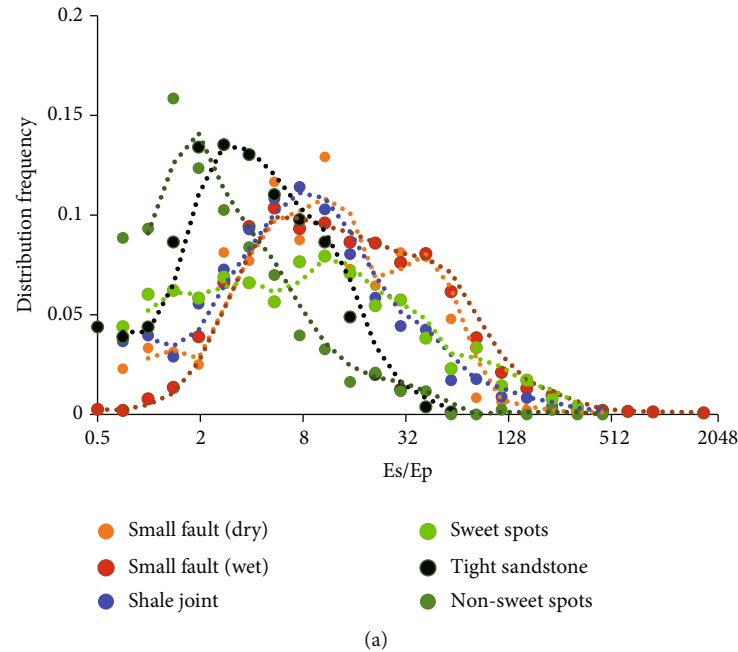 0.2
0.15
0.1
0.05
0
Distribution frequency
0.5 2 8 32 128 512 2048
Es/Ep
Small fault (dry) Sweet spots
Small fault (wet) Tight sandstone
Shale joint Non-sweet spots
(a)